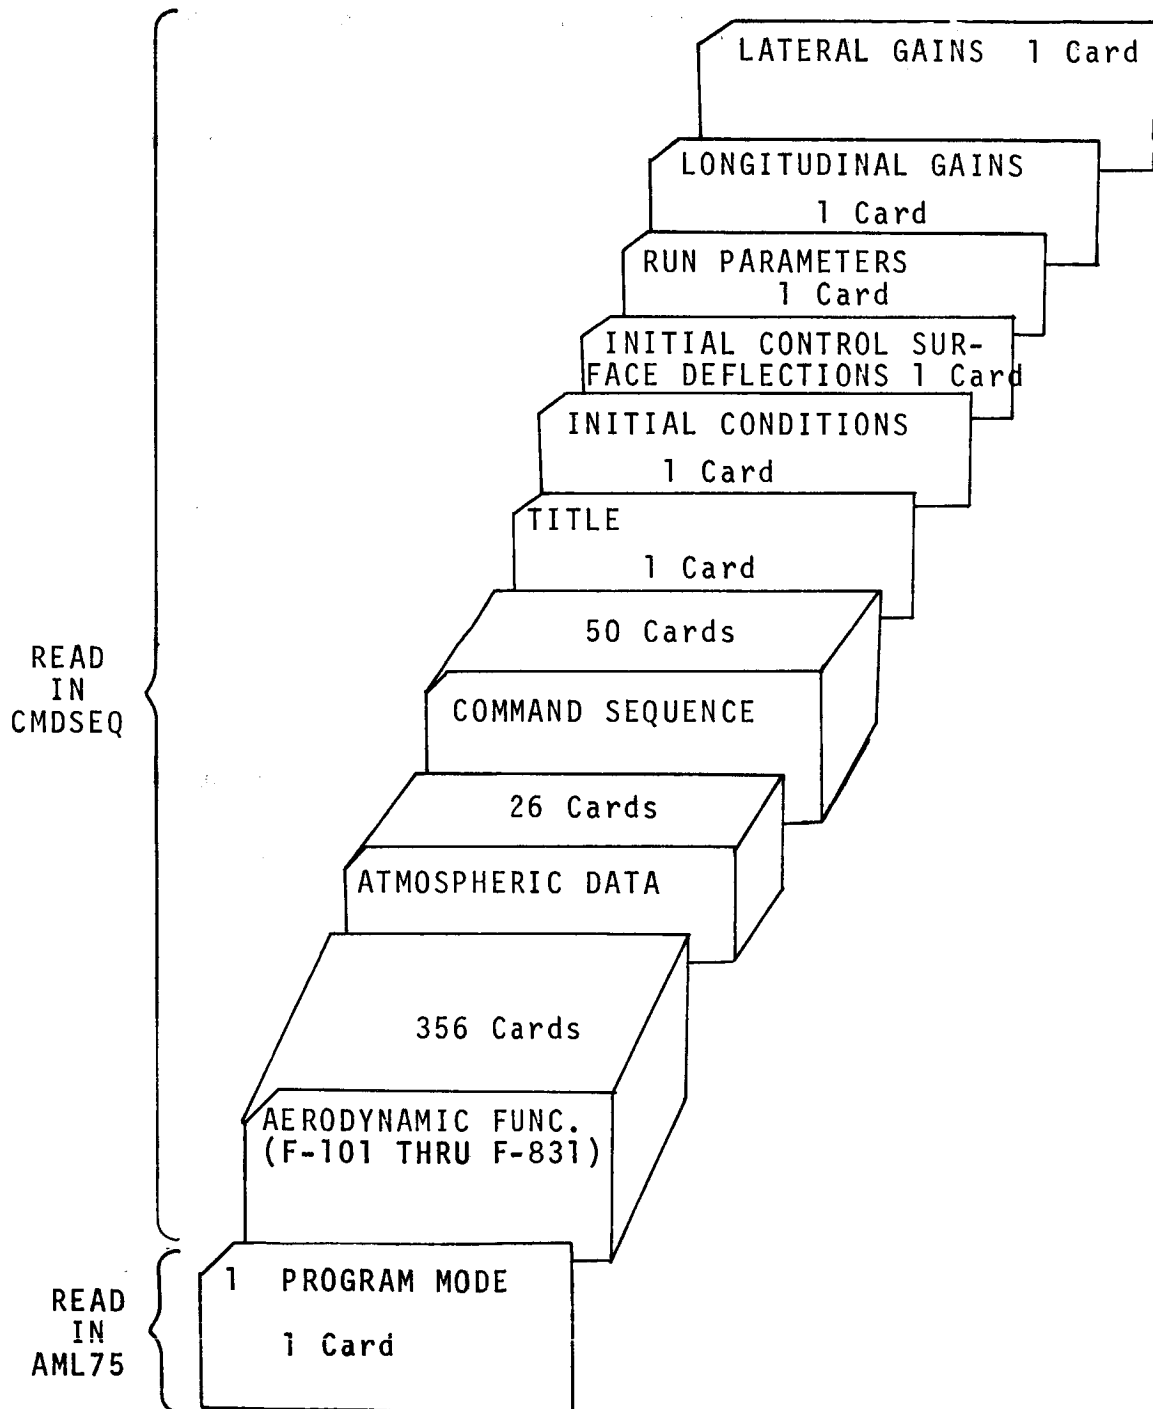 LATERAL GAINS 1 Card
LONGITUDINAL GAINS
1 Card
RUN PARAMETERS
1 Card
INITIAL CONTROL SUR-
FACE DEFLECTIONS 1 Card
INITIAL CONDITIONS
1 Card
TITLE
1 Card
50 Cards
COMMAND SEQUENCE
26 Cards
ATMOSPHERIC DATA
356 Cards
AERODYNAMIC FUNC.
(F-101 THRU F-831)
READ
IN
CMDSEQ
1 PROGRAM MODE
1 Card
READ
IN
AML75